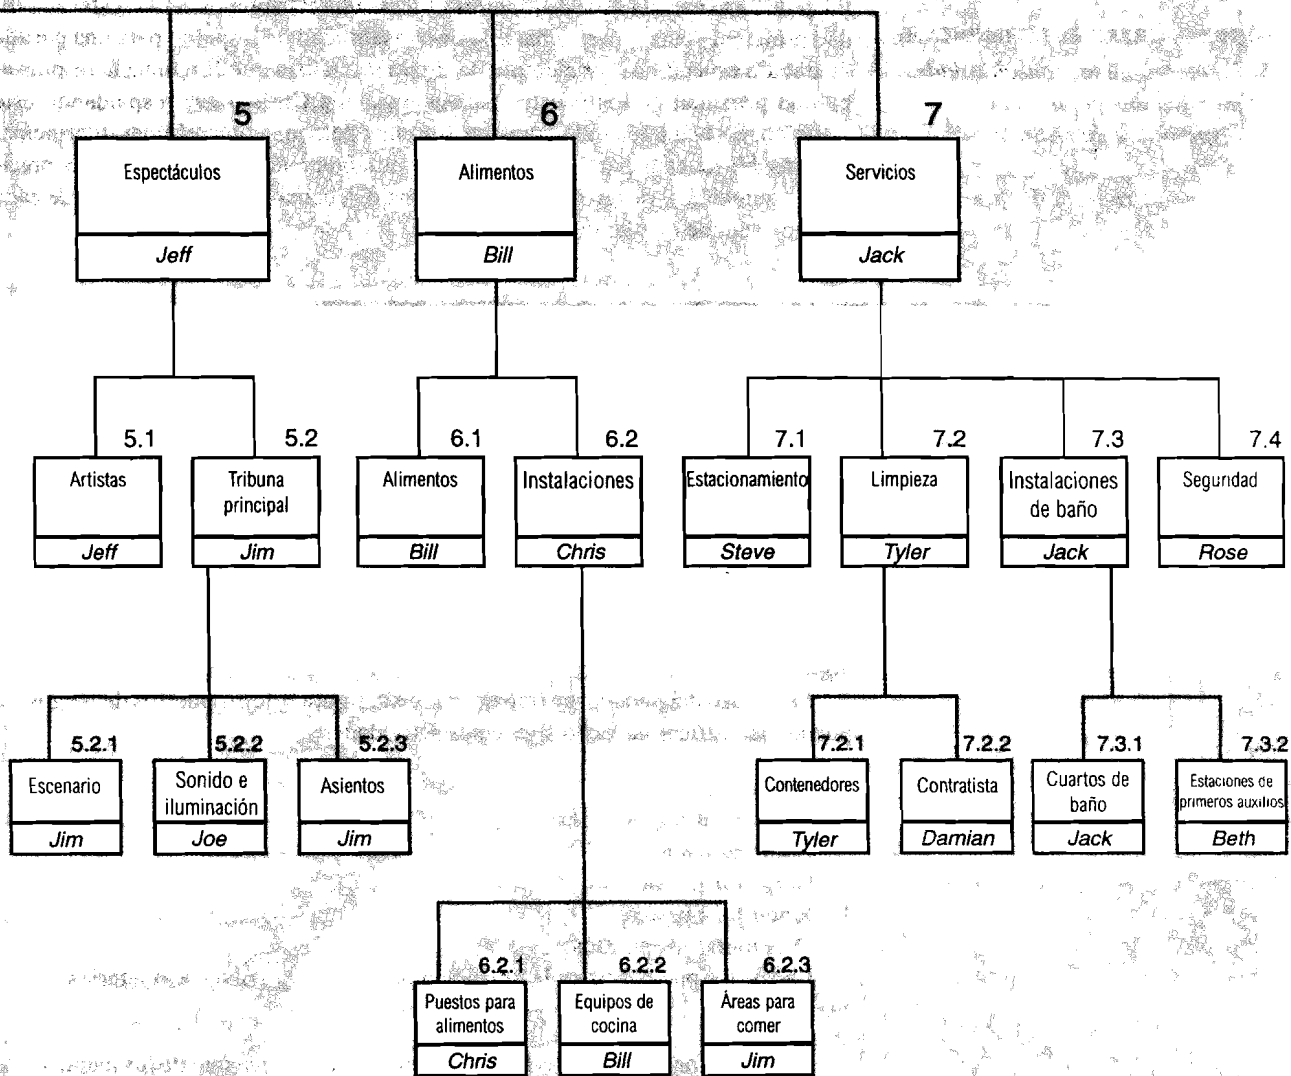 5
Espectáculos
Jeff
6
Alimentos
Bill
7
Servicios
Jack
5.1
Artistas
Jeff
5.2
Tribuna
principal
Jim
6.1
Alimentos
Bill
6.2
Instalaciones
Chris
7.1
Estacionamiento
Steve
7.2
Limpieza
Tyler
7.3
Instalaciones
de baño
Jack
7.4
Seguridad
Rose
5.2.1
Escenario
Jim
5.2.2
Sonido e
iluminación
Joe
5.2.3
Asientos
Jim
7.2.1
Contenedores
Tyler
7.2.2
Contratista
Damian
7.3.1
Cuartos de
baño
Jack
7.3.2
Estaciones de
primeros auxilios
Beth
6.2.1
Puestos para
alimentos
Chris
6.2.2
Equipos de
cocina
Bill
6.2.3
Áreas para
comer
Jim